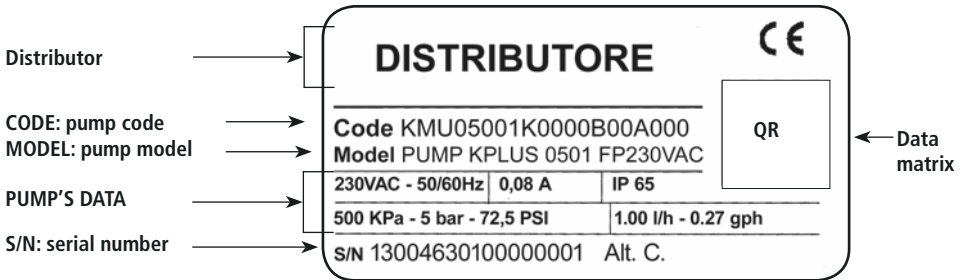 Distributor
DISTRIBUTORE
CE
CODE: pump code
Code KMU05001K0000B00A000
QR
Data
matrix
MODEL: pump model
Model PUMP KPLUS 0501 FP230VAC
PUMP'S DATA
230VAC - 50/60Hz 0,08 A IP 65
500 KPa - 5 bar - 72,5 PSI 1.00 l/h - 0.27 gph
S/N: serial number
S/N 13004630100000001 Alt. C.